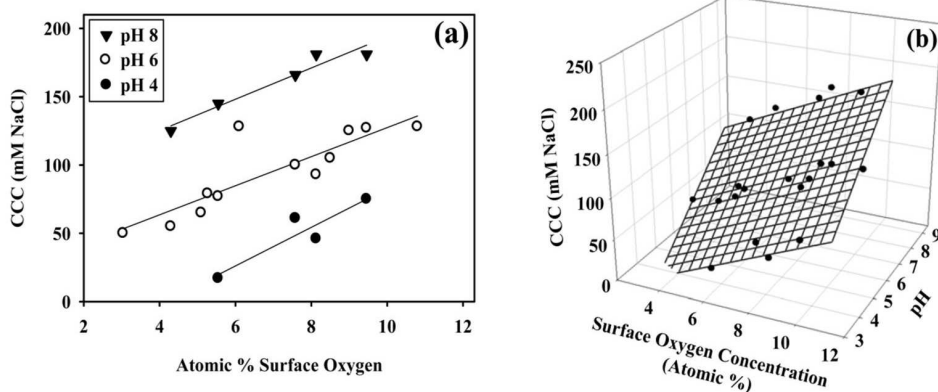 (a)
pH 8
pH 6
pH 4
CCC (mM NaCl)
200
150
100
50
0
2
4
6
8
10
12
Atomic % Surface Oxygen
(b)
CCC (mM NaCl)
250
200
150
100
50
0
4
6
8
10
12
Surface Oxygen Concentration
(Atomic %)
3
4
5
6
7
8
9
pH